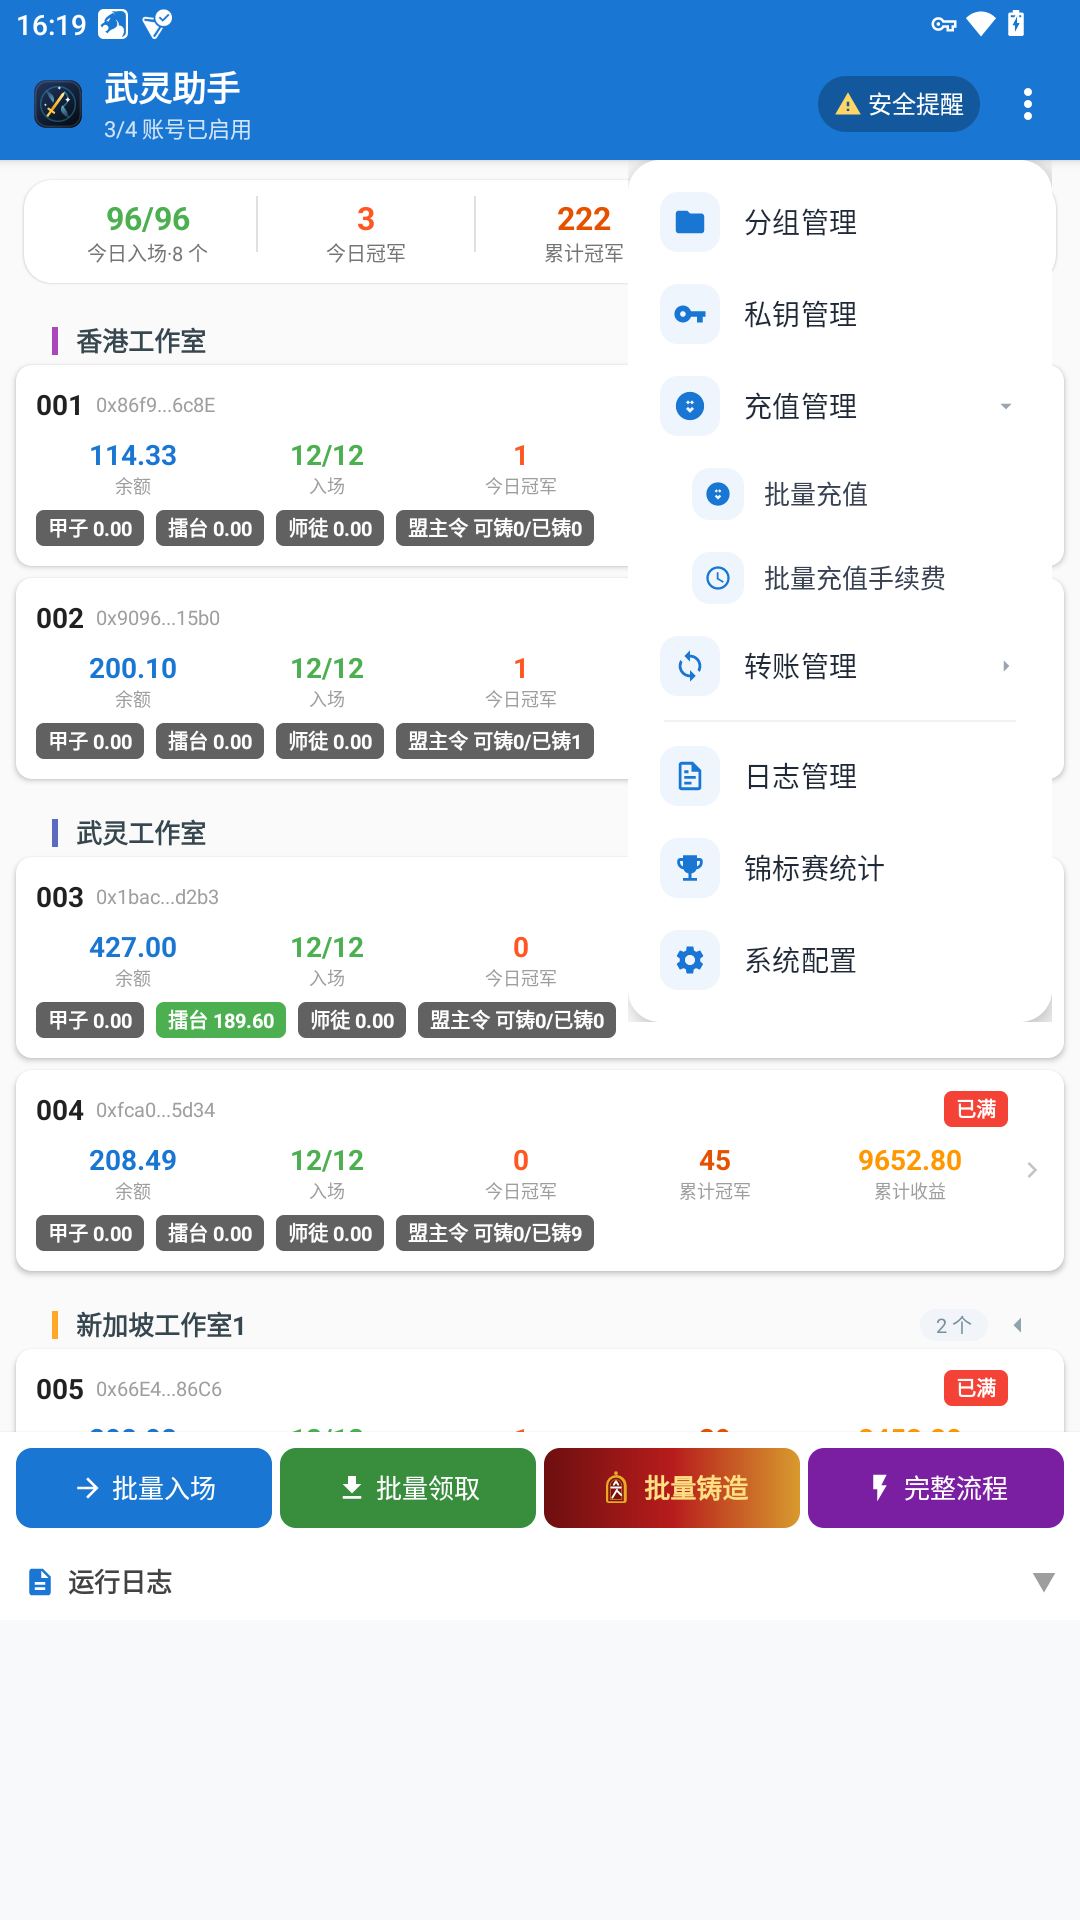 16:19
武灵助手
3/4 账号已启用
安全提醒
96/96
今日入场·8 个
3
今日冠军
222
累计冠军
分组管理
私钥管理
充值管理
批量充值
批量充值手续费
转账管理
日志管理
锦标赛统计
系统配置
香港工作室
001 0x86f9...6c8E
114.33 12/12 1
余额 入场 今日冠军
甲子 0.00 擂台 0.00 师徒 0.00 盟主令 可铸0/已铸0
002 0x9096...15b0
200.10 12/12 1
余额 入场 今日冠军
甲子 0.00 擂台 0.00 师徒 0.00 盟主令 可铸0/已铸1
武灵工作室
003 0x1bac...d2b3
427.00 12/12 0
余额 入场 今日冠军
甲子 0.00 擂台 189.60 师徒 0.00 盟主令 可铸0/已铸0
004 0xfca0...5d34 已满
208.49 12/12 0 45 9652.80
余额 入场 今日冠军 累计冠军 累计收益
甲子 0.00 擂台 0.00 师徒 0.00 盟主令 可铸0/已铸9
新加坡工作室1 2 个
005 0x66E4...86C6 已满
批量入场 批量领取 批量铸造 完整流程
运行日志